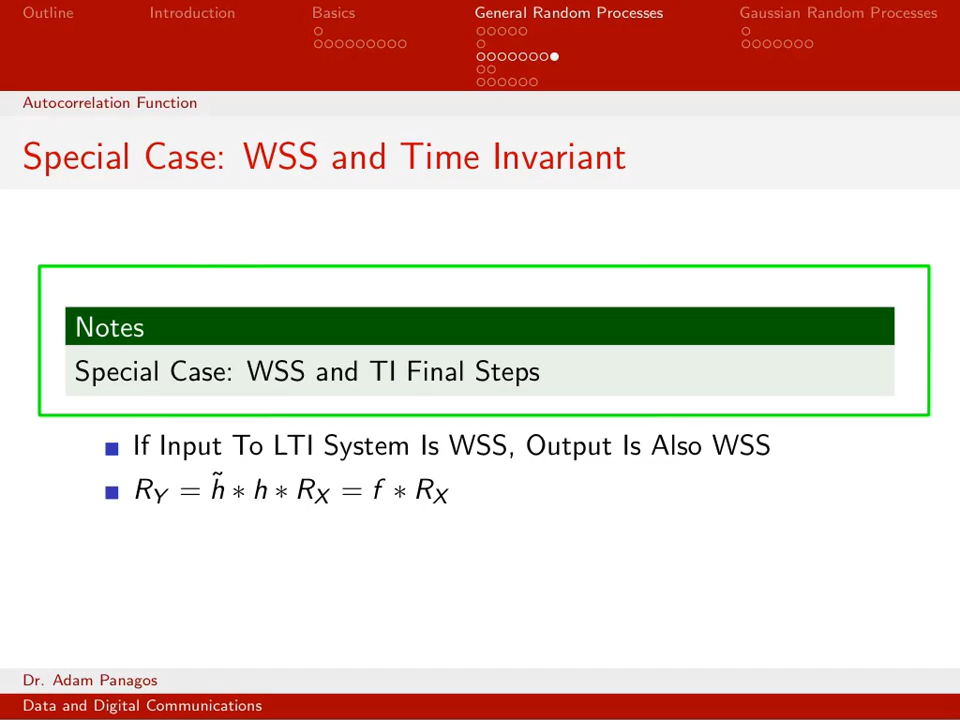 Outline Introduction Basics General Random Processes Gaussian Random Processes
Autocorrelation Function
Special Case: WSS and Time Invariant
Notes
Special Case: WSS and TI Final Steps
If Input To LTI System Is WSS, Output Is Also WSS
R_Y = h̃ ∗ h ∗ R_X = f ∗ R_X
Dr. Adam Panagos
Data and Digital Communications